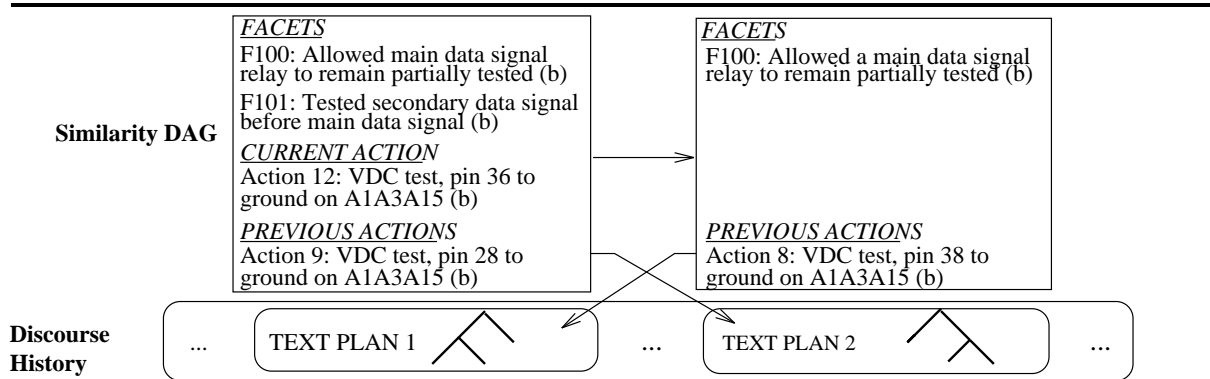 FACETS
F100: Allowed main data signal
relay to remain partially tested (b)
F101: Tested secondary data signal
before main data signal (b)
CURRENT ACTION
Action 12: VDC test, pin 36 to
ground on A1A3A15 (b)
PREVIOUS ACTIONS
Action 9: VDC test, pin 28 to
ground on A1A3A15 (b)
FACETS
F100: Allowed a main data signal
relay to remain partially tested (b)
PREVIOUS ACTIONS
Action 8: VDC test, pin 38 to
ground on A1A3A15 (b)
Similarity DAG
Discourse
History
... TEXT PLAN 1 ... TEXT PLAN 2 ...